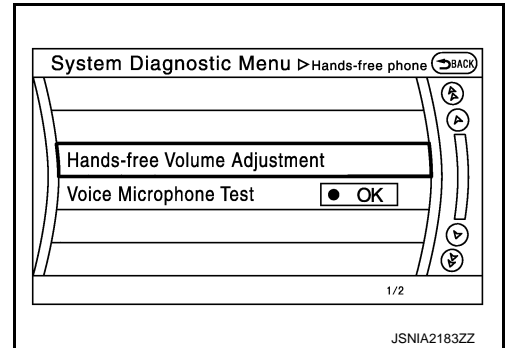 System Diagnostic Menu ▷Hands-free phone BACK
Hands-free Volume Adjustment
Voice Microphone Test ● OK
1/2
JSNIA2183ZZ